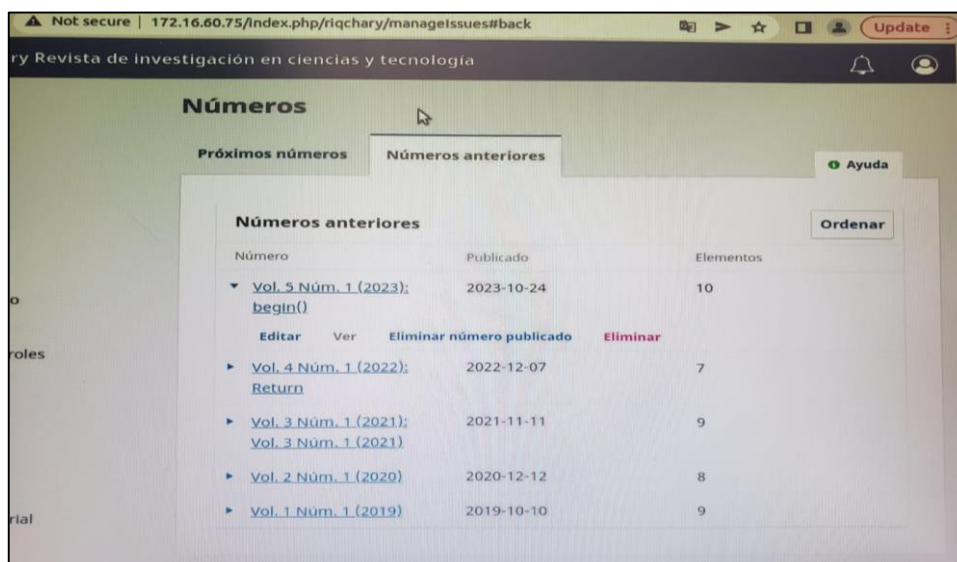 Not secure | 172.16.60.75/index.php/riqchary/manageIssues#back
Update
ry Revista de investigación en ciencias y tecnología
Números
Próximos números
Números anteriores
Ayuda
Números anteriores
Ordenar
Número Publicado Elementos
Vol. 5 Núm. 1 (2023): 2023-10-24 10
begin()
Editar Ver Eliminar número publicado Eliminar
Vol. 4 Núm. 1 (2022): 2022-12-07 7
Return
Vol. 3 Núm. 1 (2021): 2021-11-11 9
Vol. 3 Núm. 1 (2021)
Vol. 2 Núm. 1 (2020) 2020-12-12 8
Vol. 1 Núm. 1 (2019) 2019-10-10 9
o
roles
rial